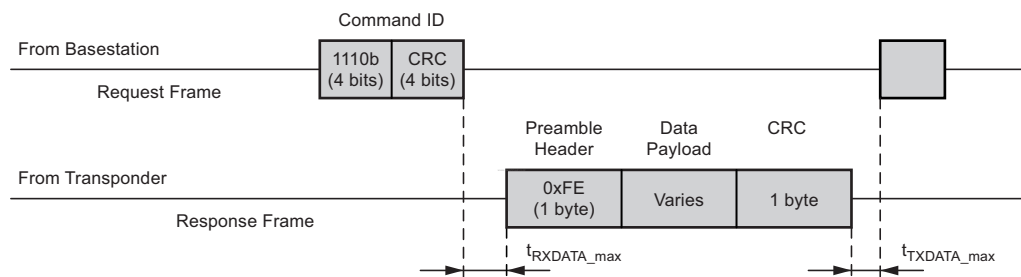 Command ID
From Basestation
1110b
(4 bits)
CRC
(4 bits)
Request Frame
Preamble
Header
Data
Payload
CRC
From Transponder
0xFE
(1 byte)
Varies
1 byte
Response Frame
tRXDATA_max
tTXDATA_max